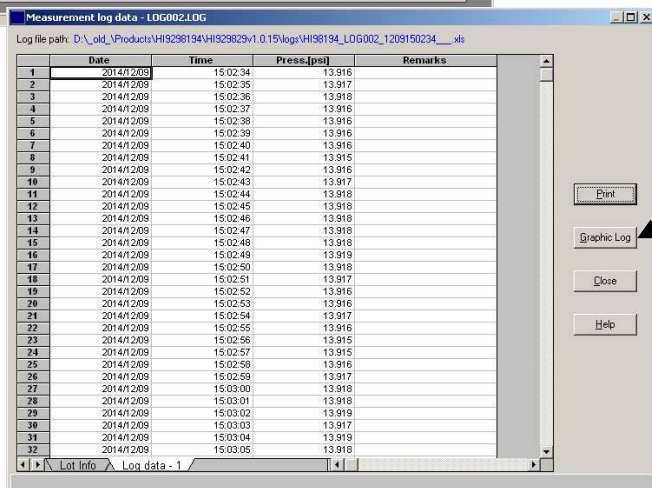 Measurement log data - LOG002.LOG
Log file path: D:\_old_\Products\HI9298194\HI929829v1.0.15\logs\HI98194_LOG002_1209150234___.xls
Date Time Press.[psi] Remarks
1 2014/12/09 15:02:34 13.916
2 2014/12/09 15:02:35 13.917
3 2014/12/09 15:02:36 13.918
4 2014/12/09 15:02:37 13.916
5 2014/12/09 15:02:38 13.916
6 2014/12/09 15:02:39 13.916
7 2014/12/09 15:02:40 13.916
8 2014/12/09 15:02:41 13.915
9 2014/12/09 15:02:42 13.916
10 2014/12/09 15:02:43 13.917
11 2014/12/09 15:02:44 13.918
12 2014/12/09 15:02:45 13.918
13 2014/12/09 15:02:46 13.918
14 2014/12/09 15:02:47 13.918
15 2014/12/09 15:02:48 13.919
16 2014/12/09 15:02:49 13.919
17 2014/12/09 15:02:50 13.918
18 2014/12/09 15:02:51 13.917
19 2014/12/09 15:02:52 13.916
20 2014/12/09 15:02:53 13.916
21 2014/12/09 15:02:54 13.917
22 2014/12/09 15:02:55 13.916
23 2014/12/09 15:02:56 13.915
24 2014/12/09 15:02:57 13.915
25 2014/12/09 15:02:58 13.916
26 2014/12/09 15:02:59 13.917
27 2014/12/09 15:03:00 13.918
28 2014/12/09 15:03:01 13.918
29 2014/12/09 15:03:02 13.919
30 2014/12/09 15:03:03 13.917
31 2014/12/09 15:03:04 13.919
32 2014/12/09 15:03:05 13.918
Lot Info Log data - 1
Print
Graphic Log
Close
Help